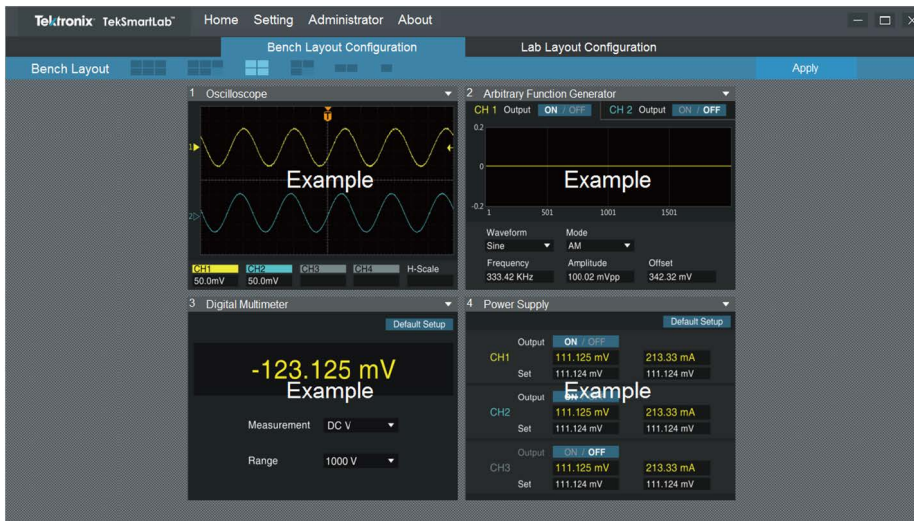 Tektronix TekSmartLab™ Home Setting Administrator About
Bench Layout Configuration Lab Layout Configuration
Bench Layout Apply
1 Oscilloscope
T
1
Example
2
CH1 CH2 CH3 CH4 H-Scale
50.0mV 50.0mV
2 Arbitrary Function Generator
CH 1 Output ON / OFF CH 2 Output ON / OFF
0.2
0
Example
-0.2
1 501 1001 1501
Waveform Mode
Sine AM
Frequency Amplitude Offset
333.42 KHz 100.02 mVpp 342.32 mV
3 Digital Multimeter
Default Setup
-123.125 mV
Example
Measurement DC V
Range 1000 V
4 Power Supply
Default Setup
Output ON / OFF
CH1 111.125 mV 213.33 mA
Set 111.124 mV 111.124 mV
Example
Output ON
CH2 111.125 mV 213.33 mA
Set 111.124 mV 111.124 mV
Output ON / OFF
CH3 111.125 mV 213.33 mA
Set 111.124 mV 111.124 mV